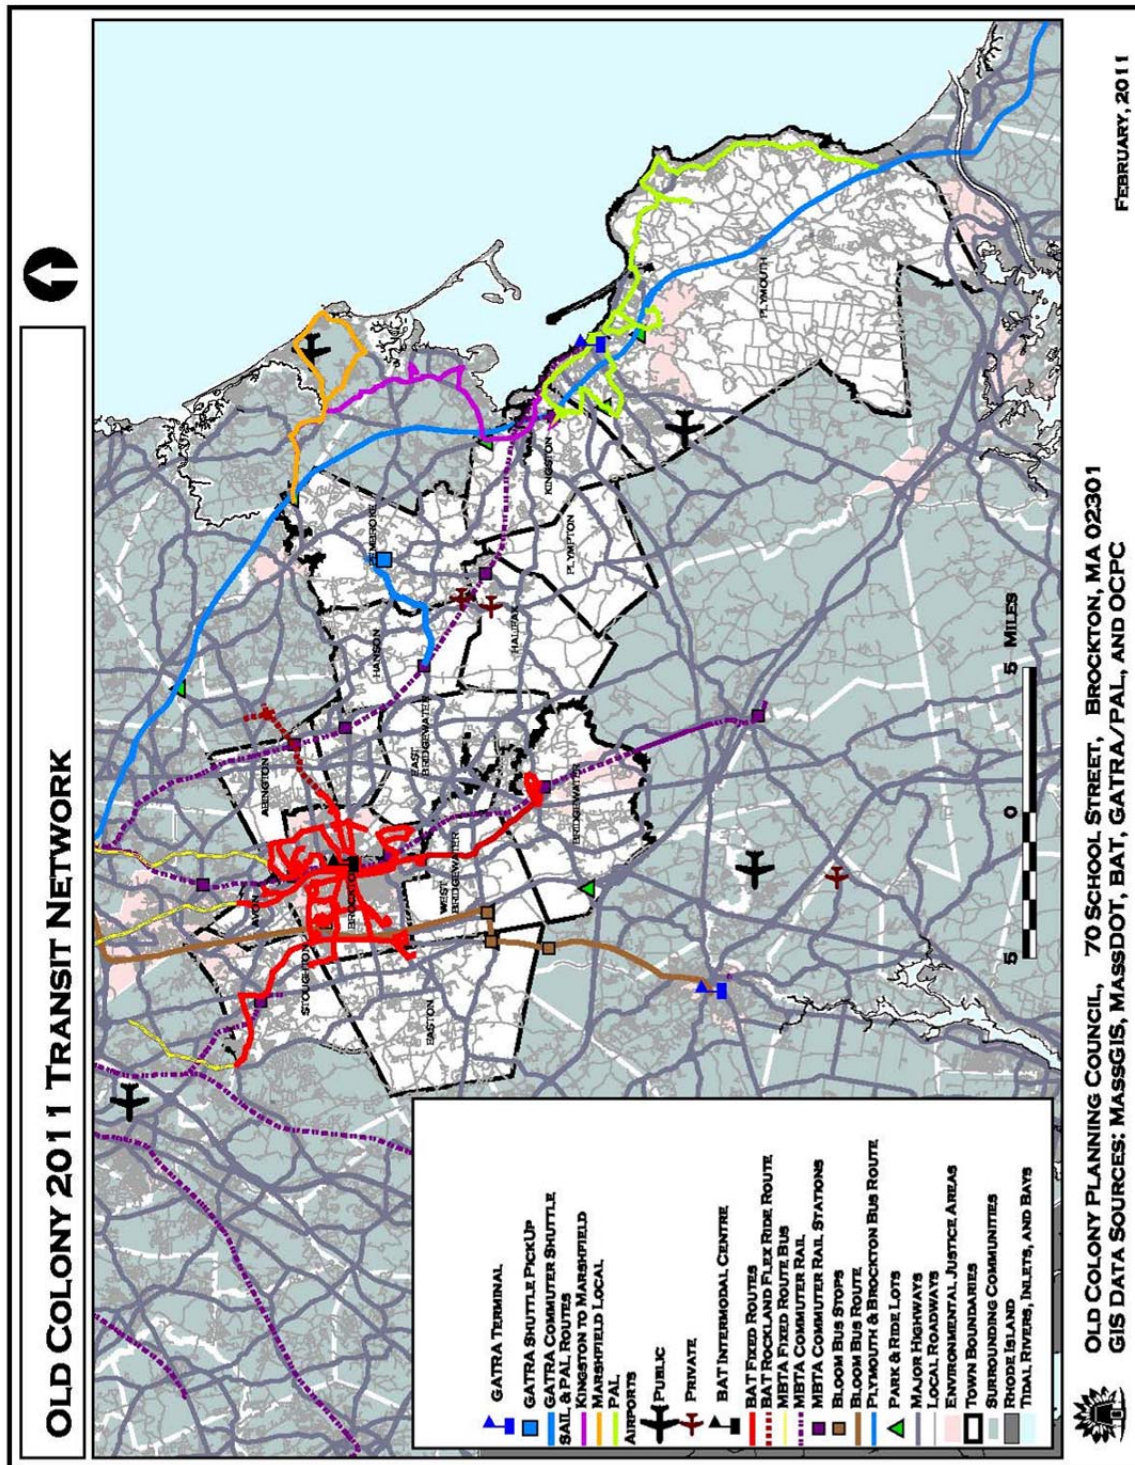 OLD COLONY 2011 TRANSIT NETWORK
ABINGTON
AVON
STOUGHTON
BROCKTON
HANSON
PEMBROKE
EAST
BRIDGEWATER
WEST
BRIDGEWATER
EASTON
BRIDGEWATER
HALIFAX
PLYMPTON
KINGSTON
PLYMOUTH
GATRA TERMINAL
GATRA SHUTTLE PICKUP
GATRA COMMUTER SHUTTLE
SAIL & PAL ROUTES
KINGSTON TO MARSHFIELD
MARSHFIELD LOCAL
PAL
AIRPORTS
PUBLIC
PRIVATE
BAT INTERMODAL CENTRE
BAT FIXED ROUTES
BAT ROCKLAND FLEX RIDE ROUTE
MBTA FIXED ROUTE BUS
MBTA COMMUTER RAIL
MBTA COMMUTER RAIL STATIONS
BLOOM BUS STOPS
BLOOM BUS ROUTE
PLYMOUTH & BROCKTON BUS ROUTE
PARK & RIDE LOTS
MAJOR HIGHWAYS
LOCAL ROADWAYS
ENVIRONMENTAL JUSTICE AREAS
TOWN BOUNDARIES
SURROUNDING COMMUNITIES
RHODE ISLAND
TIDAL RIVERS, INLETS, AND BAYS
5 0 5 MILES
OLD COLONY PLANNING COUNCIL, 70 SCHOOL STREET, BROCKTON, MA 02301
GIS DATA SOURCES: MASSGIS, MASSDOT, BAT, GATRA/PAL, AND OCPC
FEBRUARY, 2011